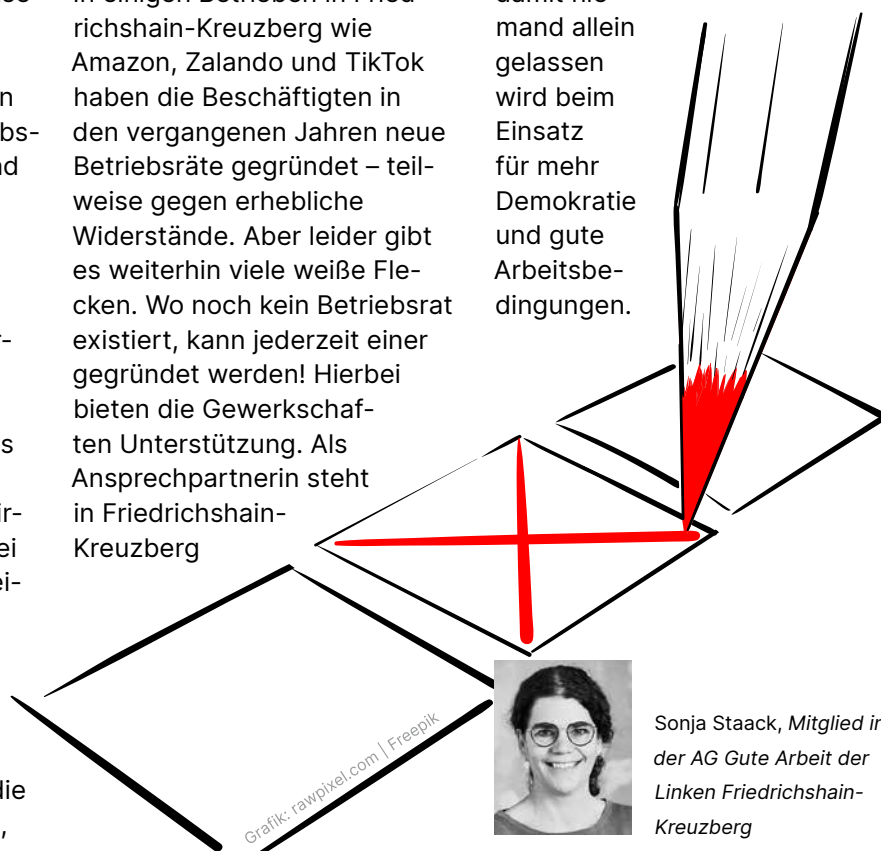 richshain-Kreuzberg wie
Amazon, Zalando und TikTok
haben die Beschäftigten in
den vergangenen Jahren neue
Betriebsräte gegründet – teil-
weise gegen erhebliche
Widerstände. Aber leider gibt
es weiterhin viele weiße Fle-
cken. Wo noch kein Betriebsrat
existiert, kann jederzeit einer
gegründet werden! Hierbei
bieten die Gewerkschaf-
ten Unterstützung. Als
Ansprechpartnerin steht
in Friedrichshain-
Kreuzberg
mand allein
gelassen
wird beim
Einsatz
für mehr
Demokratie
und gute
Arbeitsbe-
dingungen.
Grafik: rawpixel.com | Freepik
Sonja Staack, Mitglied in
der AG Gute Arbeit der
Linken Friedrichshain-
Kreuzberg